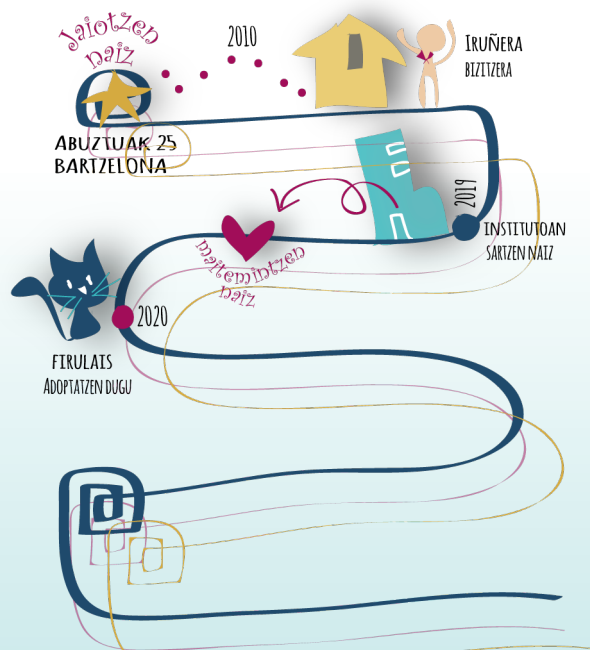 Jaiotzen
naiz
2010
IRUÑERA
BIZITZERA
ABUZTUAK 25
BARTZELONA
2019
INSTITUTOAN
SARTZEN NAIZ
maitemintzen
naiz
2020
FIRULAIS
ADOPTATZEN DUGU